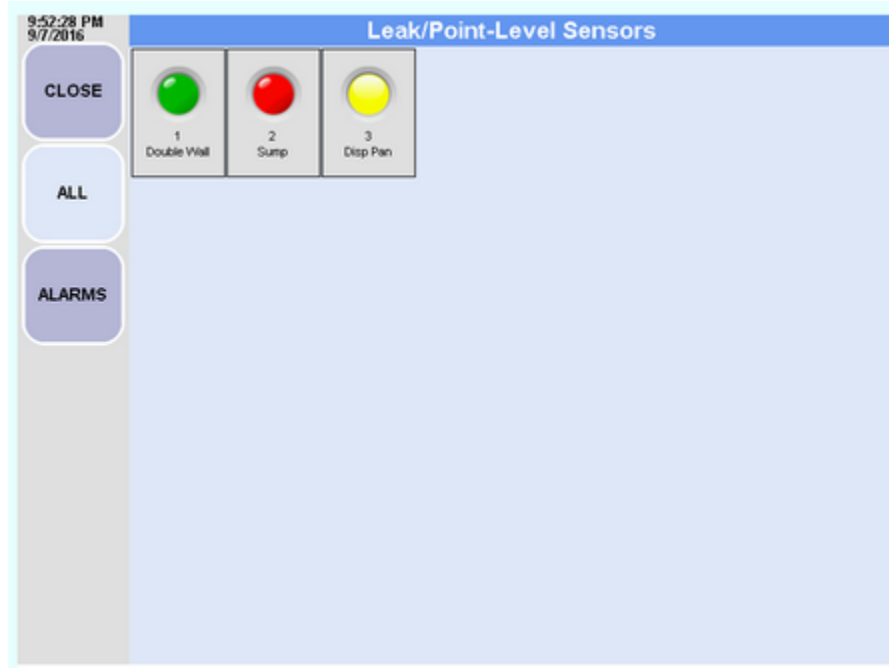 9:52:28 PM
9/7/2016
Leak/Point-Level Sensors
CLOSE
ALL
ALARMS
1
Double Wall
2
Sump
3
Disp Pan